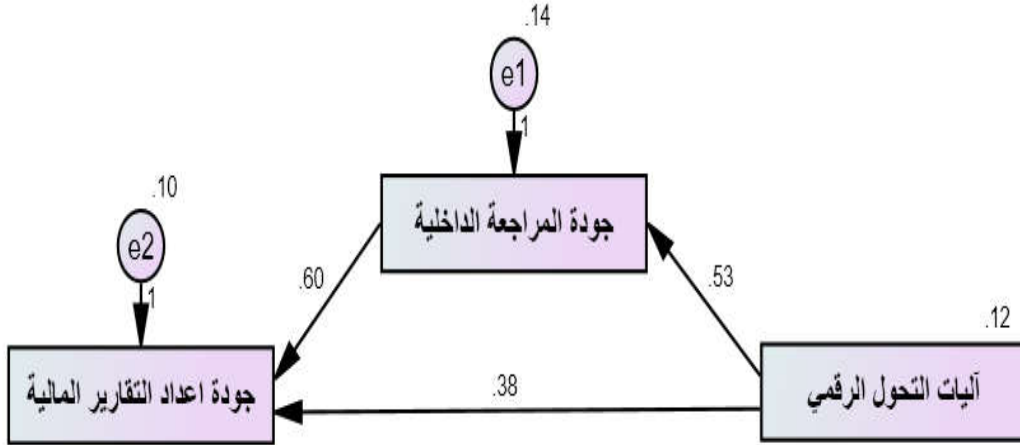 .14
e1
1
جودة المراجعة الداخلية
.10
e2
1
.60
.53
.12
جودة اعداد التقارير المالية
.38
آليات التحول الرقمي